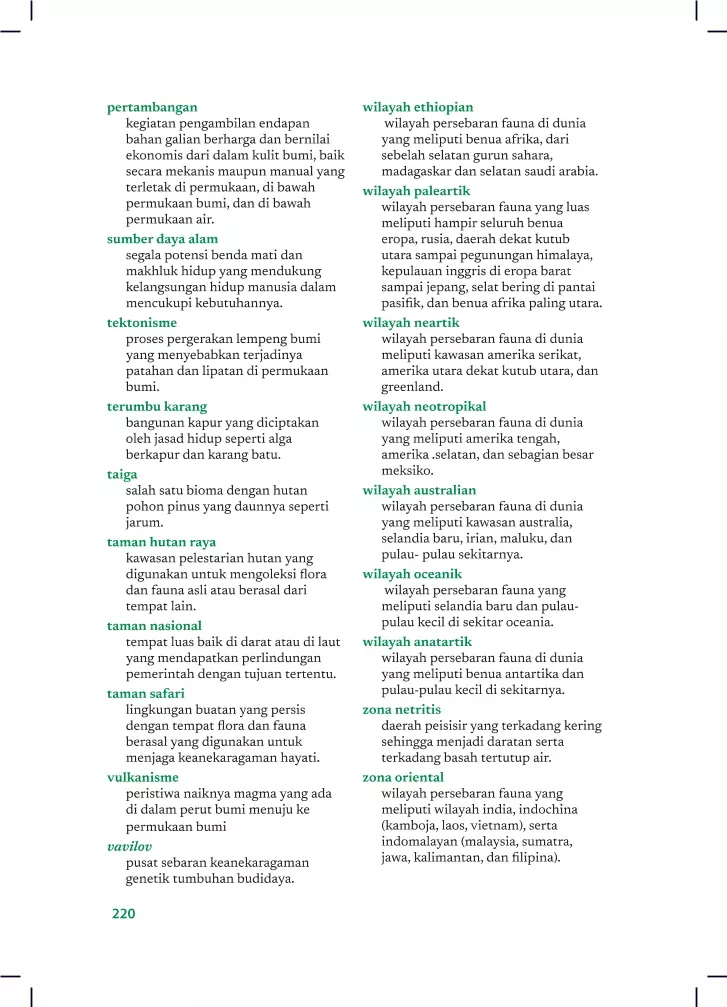 pertambangan
kegiatan pengambilan endapan
bahan galian berharga dan bernilai
ekonomis dari dalam kulit bumi, baik
secara mekanis maupun manual yang
terletak di permukaan, di bawah
permukaan bumi, dan di bawah
permukaan air.
sumber daya alam
segala potensi benda mati dan
makhluk hidup yang mendukung
kelangsungan hidup manusia dalam
mencukupi kebutuhannya.
tektonisme
proses pergerakan lempeng bumi
yang menyebabkan terjadinya
patahan dan lipatan di permukaan
bumi.
terumbu karang
bangunan kapur yang diciptakan
oleh jasad hidup seperti alga
berkapur dan karang batu.
taiga
salah satu bioma dengan hutan
pohon pinus yang daunnya seperti
jarum.
taman hutan raya
kawasan pelestarian hutan yang
digunakan untuk mengoleksi flora
dan fauna asli atau berasal dari
tempat lain.
taman nasional
tempat luas baik di darat atau di laut
yang mendapatkan perlindungan
pemerintah dengan tujuan tertentu.
taman safari
lingkungan buatan yang persis
dengan tempat flora dan fauna
berasal yang digunakan untuk
menjaga keanekaragaman hayati.
vulkanisme
peristiwa naiknya magma yang ada
di dalam perut bumi menuju ke
permukaan bumi
vavilov
pusat sebaran keanekaragaman
genetik tumbuhan budidaya.
wilayah ethiopian
wilayah persebaran fauna di dunia
yang meliputi benua afrika, dari
sebelah selatan gurun sahara,
madagaskar dan selatan saudi arabia.
wilayah paleartik
wilayah persebaran fauna yang luas
meliputi hampir seluruh benua
eropa, rusia, daerah dekat kutub
utara sampai pegunungan himalaya,
kepulauan inggris di eropa barat
sampai jepang, selat bering di pantai
pasifik, dan benua afrika paling utara.
wilayah neartik
wilayah persebaran fauna di dunia
meliputi kawasan amerika serikat,
amerika utara dekat kutub utara, dan
greenland.
wilayah neotropikal
wilayah persebaran fauna di dunia
yang meliputi amerika tengah,
amerika .selatan, dan sebagian besar
meksiko.
wilayah australian
wilayah persebaran fauna di dunia
yang meliputi kawasan australia,
selandia baru, irian, maluku, dan
pulau- pulau sekitarnya.
wilayah oceanik
wilayah persebaran fauna yang
meliputi selandia baru dan pulau-
pulau kecil di sekitar oceania.
wilayah anatartik
wilayah persebaran fauna di dunia
yang meliputi benua antartika dan
pulau-pulau kecil di sekitarnya.
zona netritis
daerah peisisir yang terkadang kering
sehingga menjadi daratan serta
terkadang basah tertutup air.
zona oriental
wilayah persebaran fauna yang
meliputi wilayah india, indochina
(kamboja, laos, vietnam), serta
indomalayan (malaysia, sumatra,
jawa, kalimantan, dan filipina).
220